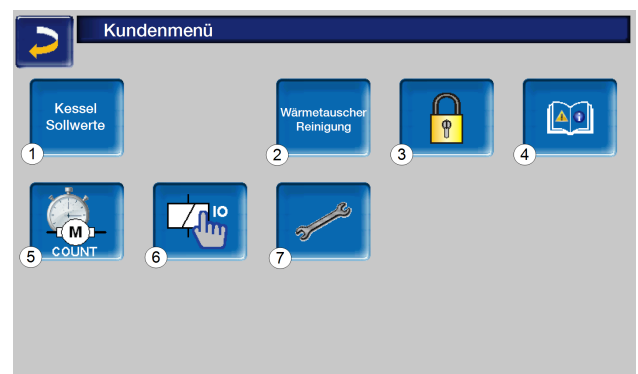 Kundenmenü
Kessel
Sollwerte
1
Wärmetauscher
Reinigung
2
3
4
M
COUNT
5
IO
6
7